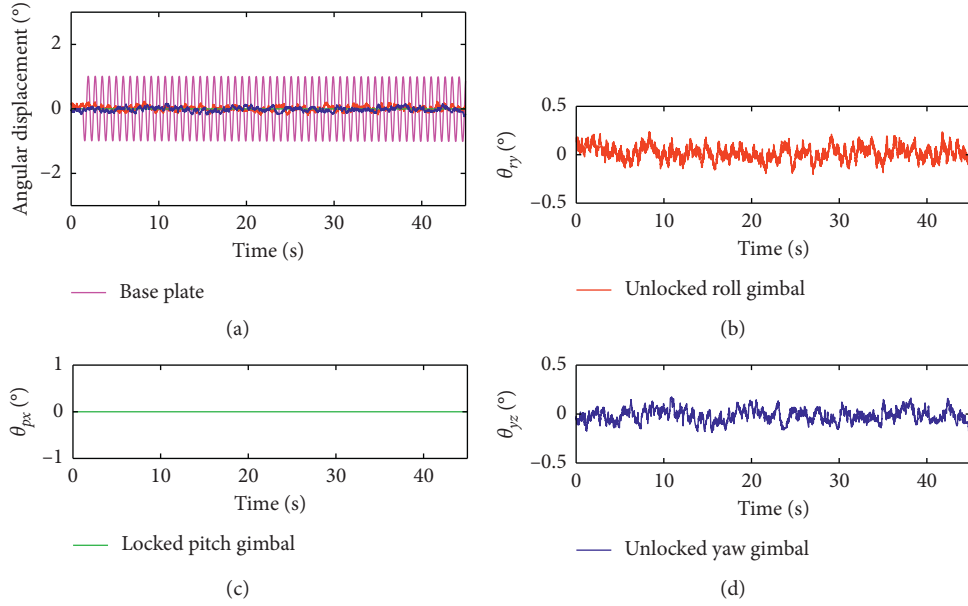 Angular displacement (°)
2
0
−2
0 10 20 30 40
Time (s)
Base plate
(a)
θry (°)
0.5
0
−0.5
0 10 20 30 40
Time (s)
Unlocked roll gimbal
(b)
θpx (°)
1
0
−1
0 10 20 30 40
Time (s)
Locked pitch gimbal
(c)
θyz (°)
0.5
0
−0.5
0 10 20 30 40
Time (s)
Unlocked yaw gimbal
(d)